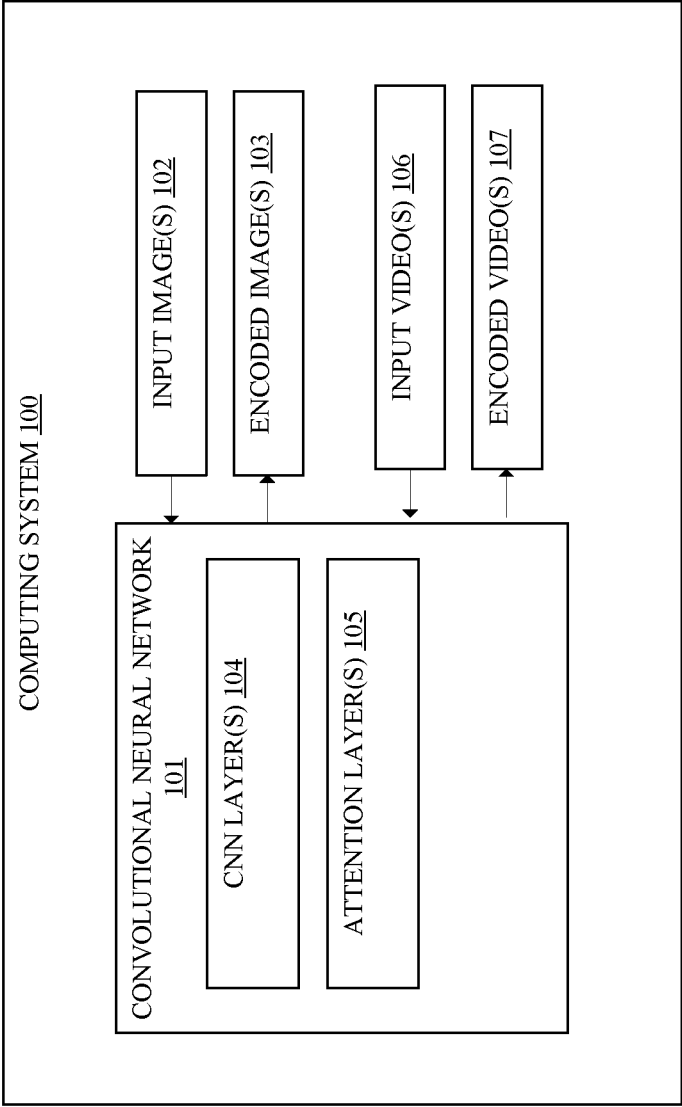 COMPUTING SYSTEM 100
CONVOLUTIONAL NEURAL NETWORK
101
CNN LAYER(S) 104
ATTENTION LAYER(S) 105
INPUT IMAGE(S) 102
ENCODED IMAGE(S) 103
INPUT VIDEO(S) 106
ENCODED VIDEO(S) 107